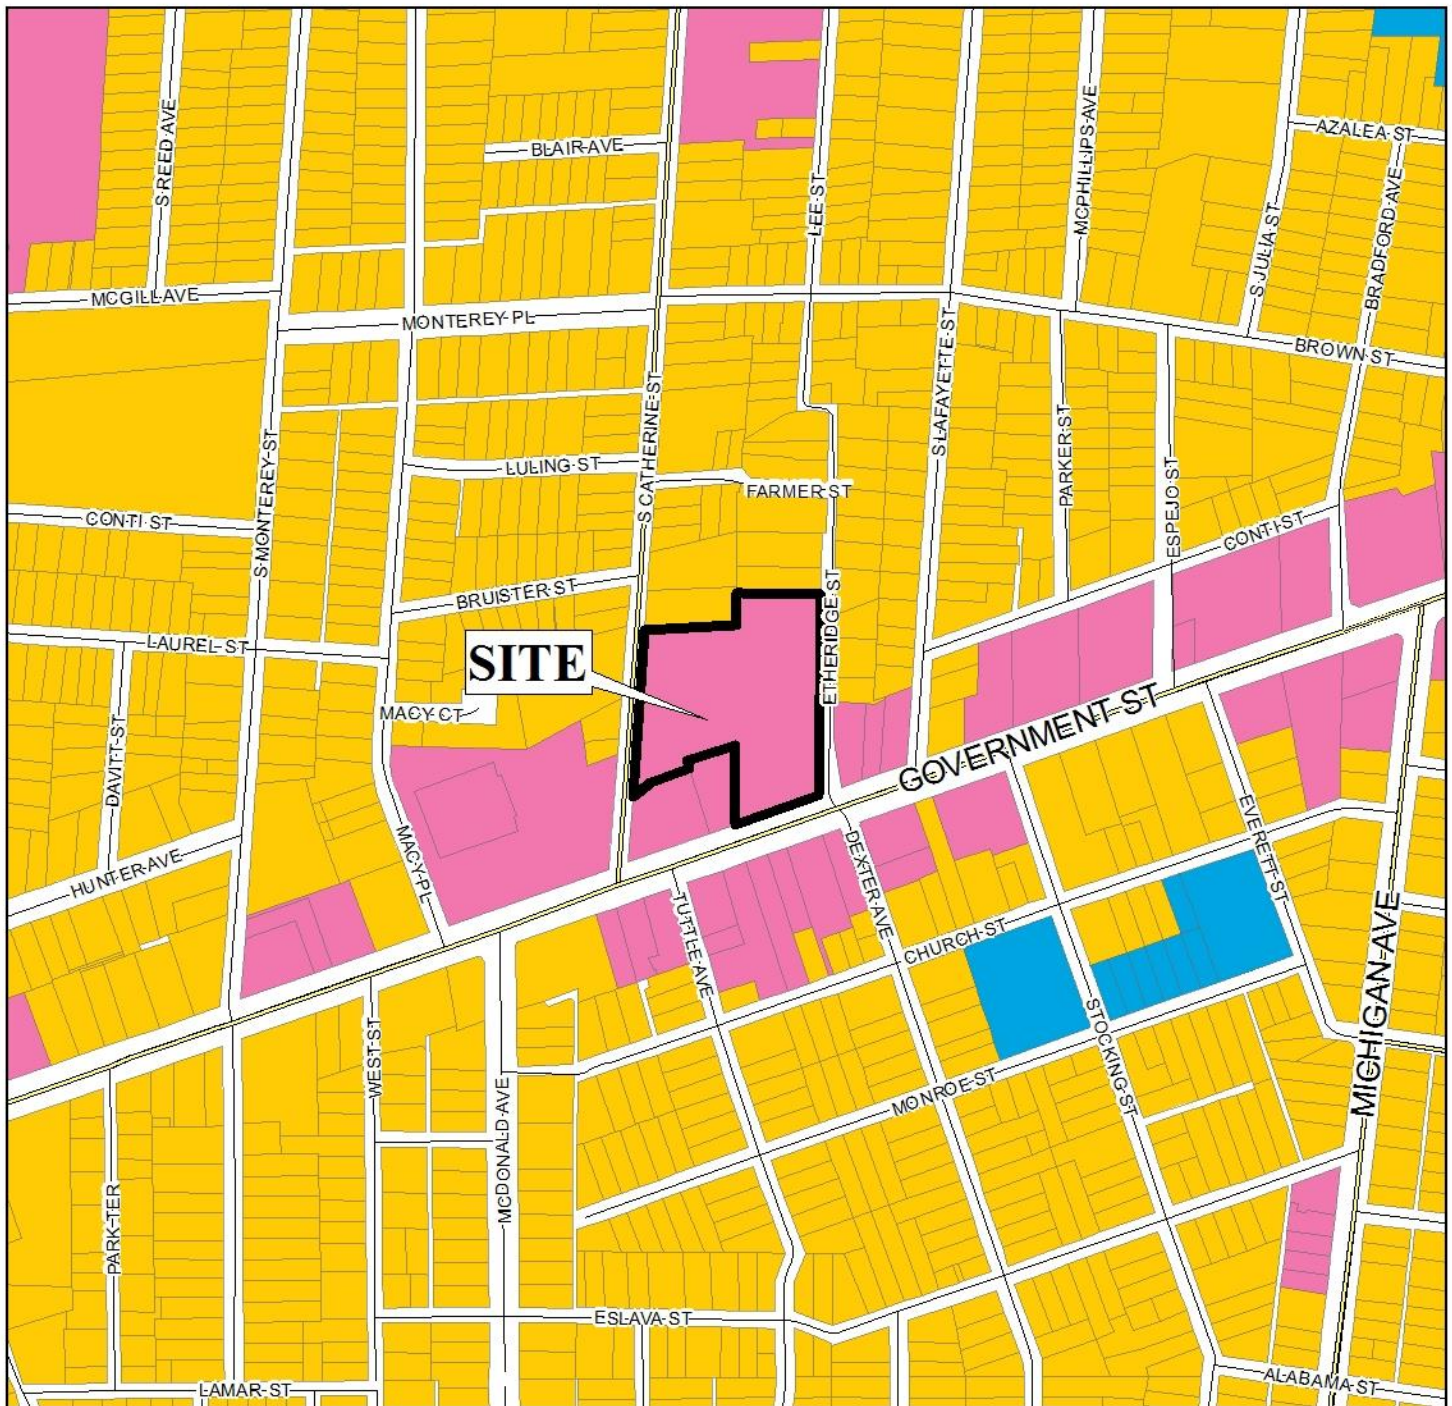 S REED AVE
BLAIR AVE
LEE ST
MCPHILLIPS AVE
AZALEA ST
S JULIA ST
BRADFORD AVE
MCGILL AVE
MONTEREY PL
S LAFAYETTE ST
BROWN ST
S CATHERINE ST
S MONTEREY ST
LULING ST
FARMER ST
PARKER ST
ESPEJO ST
CONTI ST
CONTI ST
BRUISTER ST
ETHERIDGE ST
LAUREL ST
SITE
MACY CT
DAVITT ST
GOVERNMENT ST
HUNTER AVE
MACY PL
DEXTER AVE
EVERETT ST
TUTTLE AVE
CHURCH ST
MICHIGAN AVE
WEST ST
STOCKING ST
MONROE ST
MCDONALD AVE
PARK TER
ESLAVA ST
LAMAR ST
ALABAMA ST